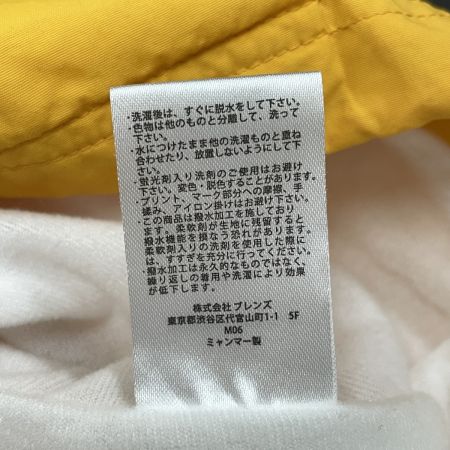 ・洗濯後は、すぐに脱水をして下さい。
・色物は他のものと分離して、洗って
下さい。
・水につけたまま他の洗濯ものと重ね
合わせたり、放置しないようにして下
さい。
・蛍光剤入り洗剤のご使用はお避け
下さい。変色・脱色することがあります。
・プリント、マーク部分への摩擦、手
揉み、アイロン掛けはお避け下さい。
・この商品は撥水加工を施しており
ます。柔軟剤が生地に残留すると
撥水機能を損なう恐れがあります。
柔軟剤入りの洗剤を使用した際に
は、すすぎを充分に行ってください。
・撥水加工は永久的なものではなく、
繰り返しの着用や洗濯により効果
が低下します。
株式会社 ブレンズ
東京都渋谷区代官山町1-1 5F
M06
ミャンマー製